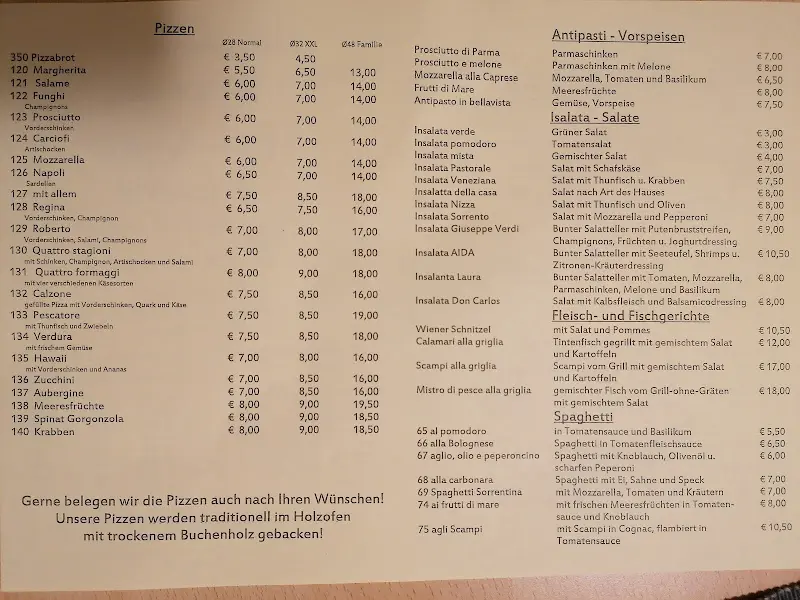 Pizzen
Ø28 Normal Ø32 XXL Ø48 Familie
350 Pizzabrot € 3,50 4,50
120 Margherita € 5,50 6,50 13,00
121 Salame € 6,00 7,00 14,00
122 Funghi € 6,00 7,00 14,00
Champignons
123 Prosciutto € 6,00 7,00 14,00
Vorderschinken
124 Carciofi € 6,00 7,00 14,00
Artischocken
125 Mozzarella € 6,00 7,00 14,00
126 Napoli € 6,50 7,00 14,00
Sardellen
127 mit allem € 7,50 8,50 18,00
128 Regina € 6,50 7,50 16,00
Vorderschinken, Champignon
129 Roberto € 7,00 8,00 17,00
Vorderschinken, Salami, Champignons
130 Quattro stagioni € 7,00 8,00 18,00
mit Schinken, Champignon, Artischocken und Salami
131 Quattro formaggi € 8,00 9,00 18,00
mit vier verschiedenen Käsesorten
132 Calzone € 7,50 8,50 16,00
gefüllte Pizza mit Vorderschinken, Quark und Käse
133 Pescatore € 7,50 8,50 19,00
mit Thunfisch und Zwiebeln
134 Verdura € 7,50 8,50 18,00
mit frischem Gemüse
135 Hawaii € 7,00 8,00 16,00
mit Vorderschinken und Ananas
136 Zucchini € 7,00 8,50 16,00
137 Aubergine € 7,00 8,50 16,00
138 Meeresfrüchte € 8,00 9,00 19,50
139 Spinat Gorgonzola € 8,00 9,00 18,50
140 Krabben € 8,00 9,00 18,50
Gerne belegen wir die Pizzen auch nach Ihren Wünschen!
Unsere Pizzen werden traditionell im Holzofen
mit trockenem Buchenholz gebacken!
Antipasti - Vorspeisen
Prosciutto di Parma Parmaschinken € 7,00
Prosciutto e melone Parmaschinken mit Melone € 8,00
Mozzarella alla Caprese Mozzarella, Tomaten und Basilikum € 6,50
Frutti di Mare Meeresfrüchte € 8,00
Antipasto in bellavista Gemüse, Vorspeise € 7,50
Isalata - Salate
Insalata verde Grüner Salat € 3,00
Insalata pomodoro Tomatensalat € 3,00
Insalata mista Gemischter Salat € 4,00
Insalata Pastorale Salat mit Schafskäse € 7,00
Insalata Veneziana Salat mit Thunfisch u. Krabben € 7,50
Insalatta della casa Salat nach Art des Hauses € 8,00
Insalata Nizza Salat mit Thunfisch und Oliven € 8,00
Insalata Sorrento Salat mit Mozzarella und Pepperoni € 7,00
Insalata Giuseppe Verdi Bunter Salatteller mit Putenbruststreifen, € 9,00
Champignons, Früchten u. Joghurtdressing
Insalata AIDA Bunter Salatteller mit Seeteufel, Shrimps u. € 10,50
Zitronen-Kräuterdressing
Insalanta Laura Bunter Salatteller mit Tomaten, Mozzarella, € 8,00
Parmaschinken, Melone und Basilikum
Insalata Don Carlos Salat mit Kalbsfleisch und Balsamicodressing € 8,00
Fleisch- und Fischgerichte
Wiener Schnitzel mit Salat und Pommes € 10,50
Calamari alla griglia Tintenfisch gegrillt mit gemischtem Salat € 12,00
und Kartoffeln
Scampi alla griglia Scampi vom Grill mit gemischtem Salat € 17,00
und Kartoffeln
Mistro di pesce alla griglia gemischter Fisch vom Grill-ohne-Gräten € 18,00
mit gemischtem Salat
Spaghetti
65 al pomodoro in Tomatensauce und Basilikum € 5,50
66 alla Bolognese Spaghetti in Tomatenfleischsauce € 6,50
67 aglio, olio e peperoncino Spaghetti mit Knoblauch, Olivenöl u. € 6,00
scharfen Peperoni
68 alla carbonara Spaghetti mit Ei, Sahne und Speck € 7,00
69 Spaghetti Sorrentina mit Mozzarella, Tomaten und Kräutern € 7,00
74 ai frutti di mare mit frischen Meeresfrüchten in Tomaten- € 8,00
sauce und Knoblauch
75 agli Scampi mit Scampi in Cognac, flambiert in € 10,50
Tomatensauce